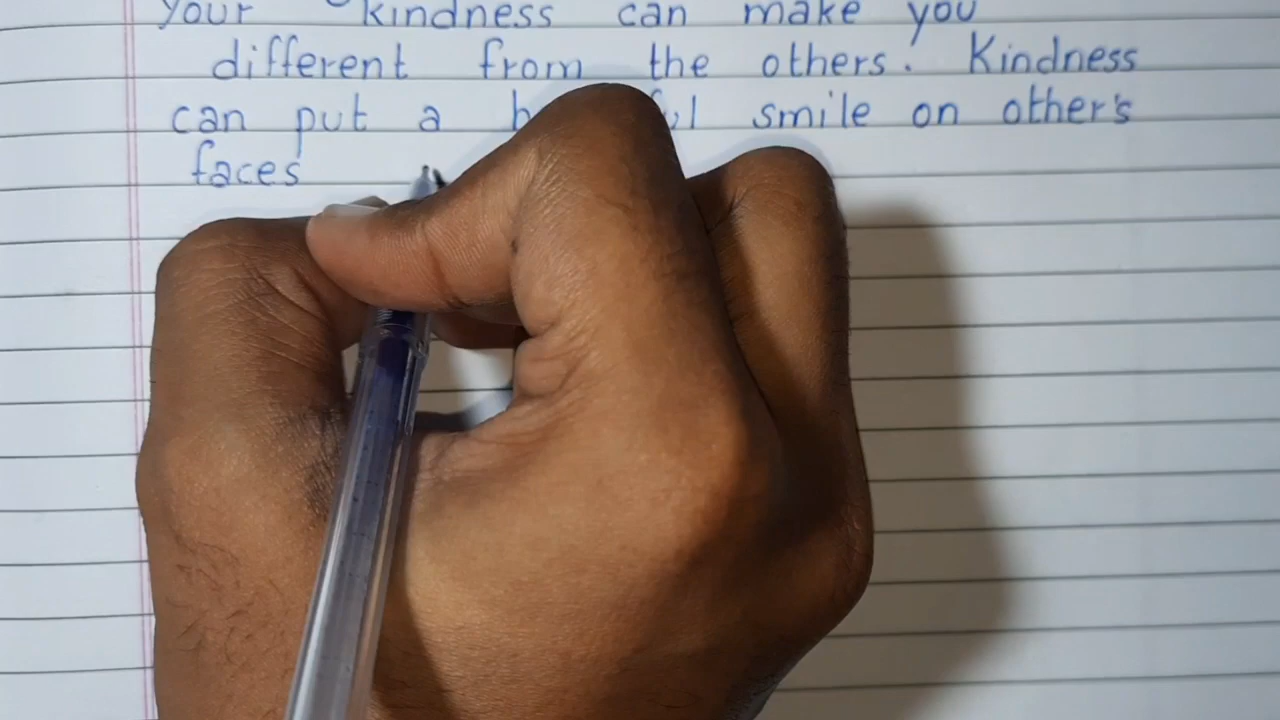 your kindness can make you
different from the others. Kindness
can put a smile on other's
faces